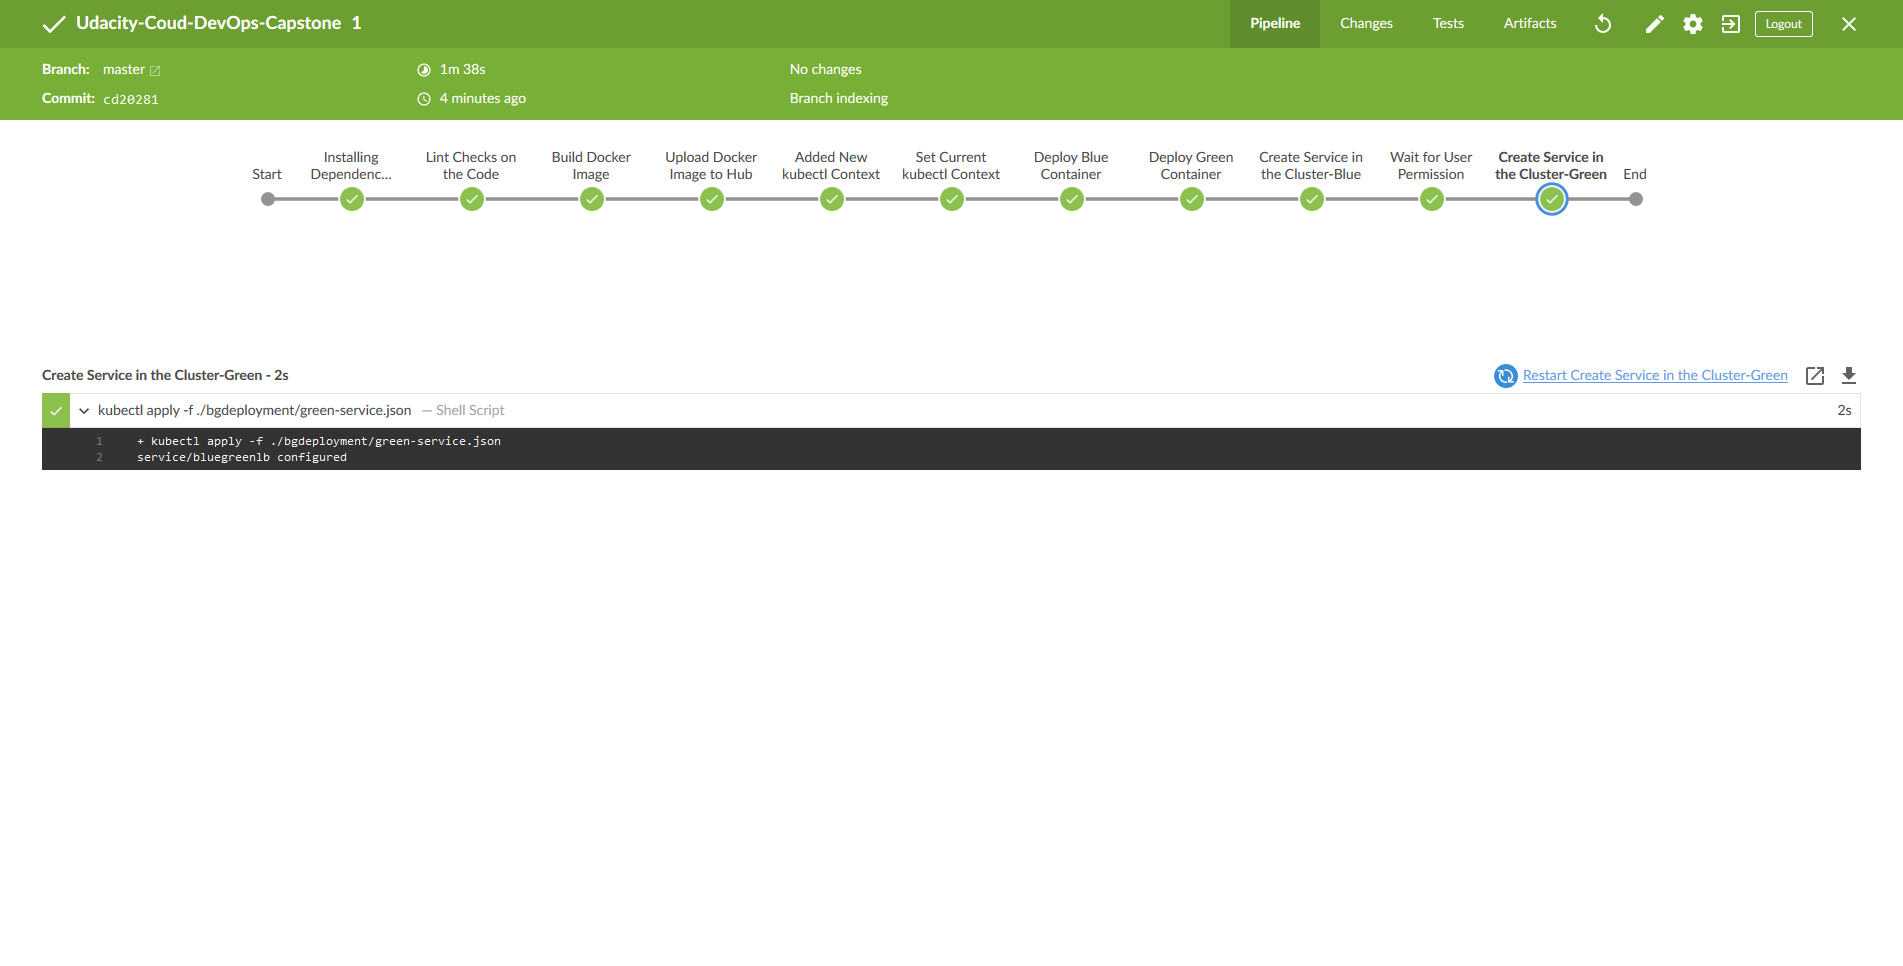 Udacity-Coud-DevOps-Capstone 1
Pipeline Changes Tests Artifacts Logout
Branch: master 1m 38s No changes
Commit: cd20281 4 minutes ago Branch indexing
Start
Installing
Dependenc...
Lint Checks on
the Code
Build Docker
Image
Upload Docker
Image to Hub
Added New
kubectl Context
Set Current
kubectl Context
Deploy Blue
Container
Deploy Green
Container
Create Service in
the Cluster-Blue
Wait for User
Permission
Create Service in
the Cluster-Green
End
Create Service in the Cluster-Green - 2s Restart Create Service in the Cluster-Green
kubectl apply -f ./bgdeployment/green-service.json — Shell Script 2s
1 + kubectl apply -f ./bgdeployment/green-service.json
2 service/bluegreenlb configured